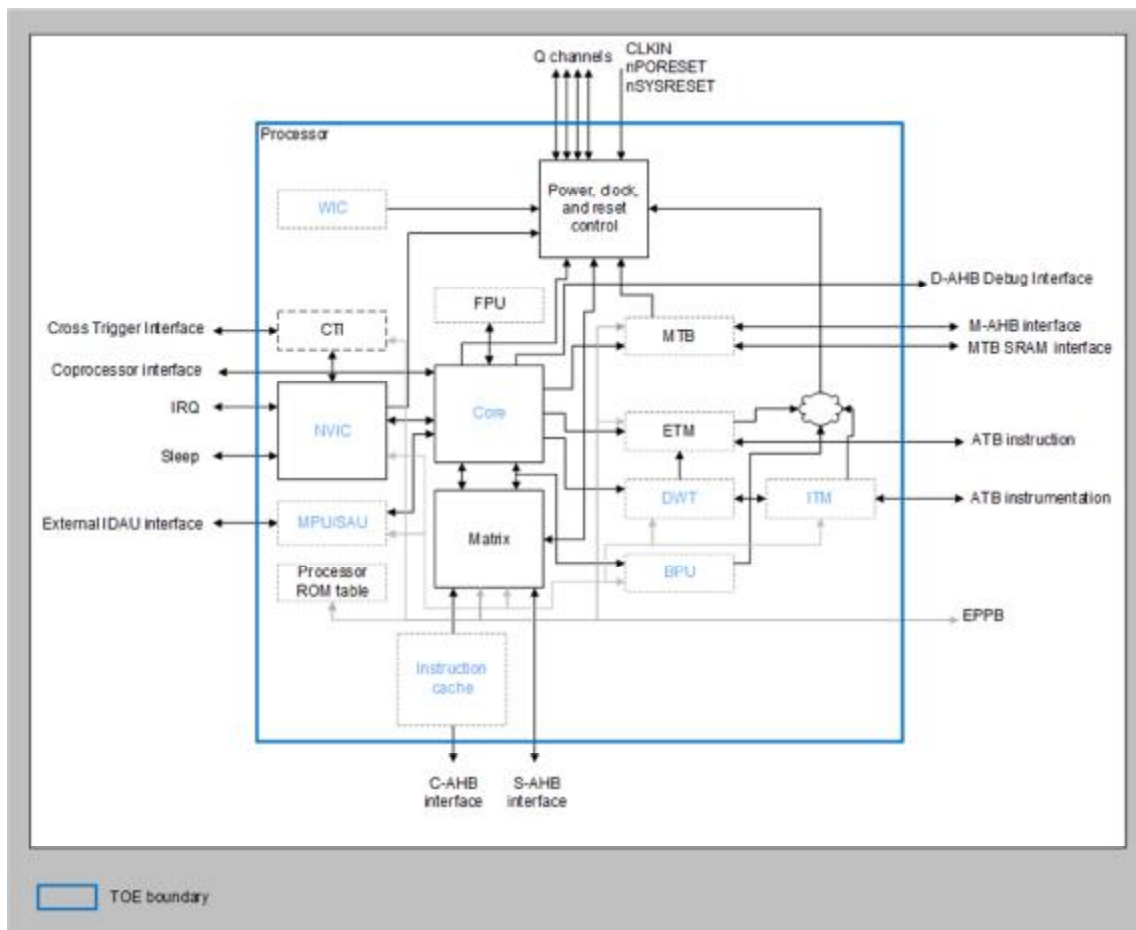 Q channels
CLKIN
nPORESET
nSYSRESET
Processor
WIC
Power, clock,
and reset
control
D-AHB Debug Interface
FPU
Cross Trigger Interface
CTI
MTB
M-AHB interface
MTB SRAM interface
Coprocessor interface
IRQ
NVIC
Core
ETM
ATB instruction
Sleep
DWT
ITM
ATB instrumentation
External IDAU interface
MPU/SAU
Matrix
BPU
Processor
ROM table
EPPB
Instruction
cache
C-AHB
interface
S-AHB
interface
TOE boundary